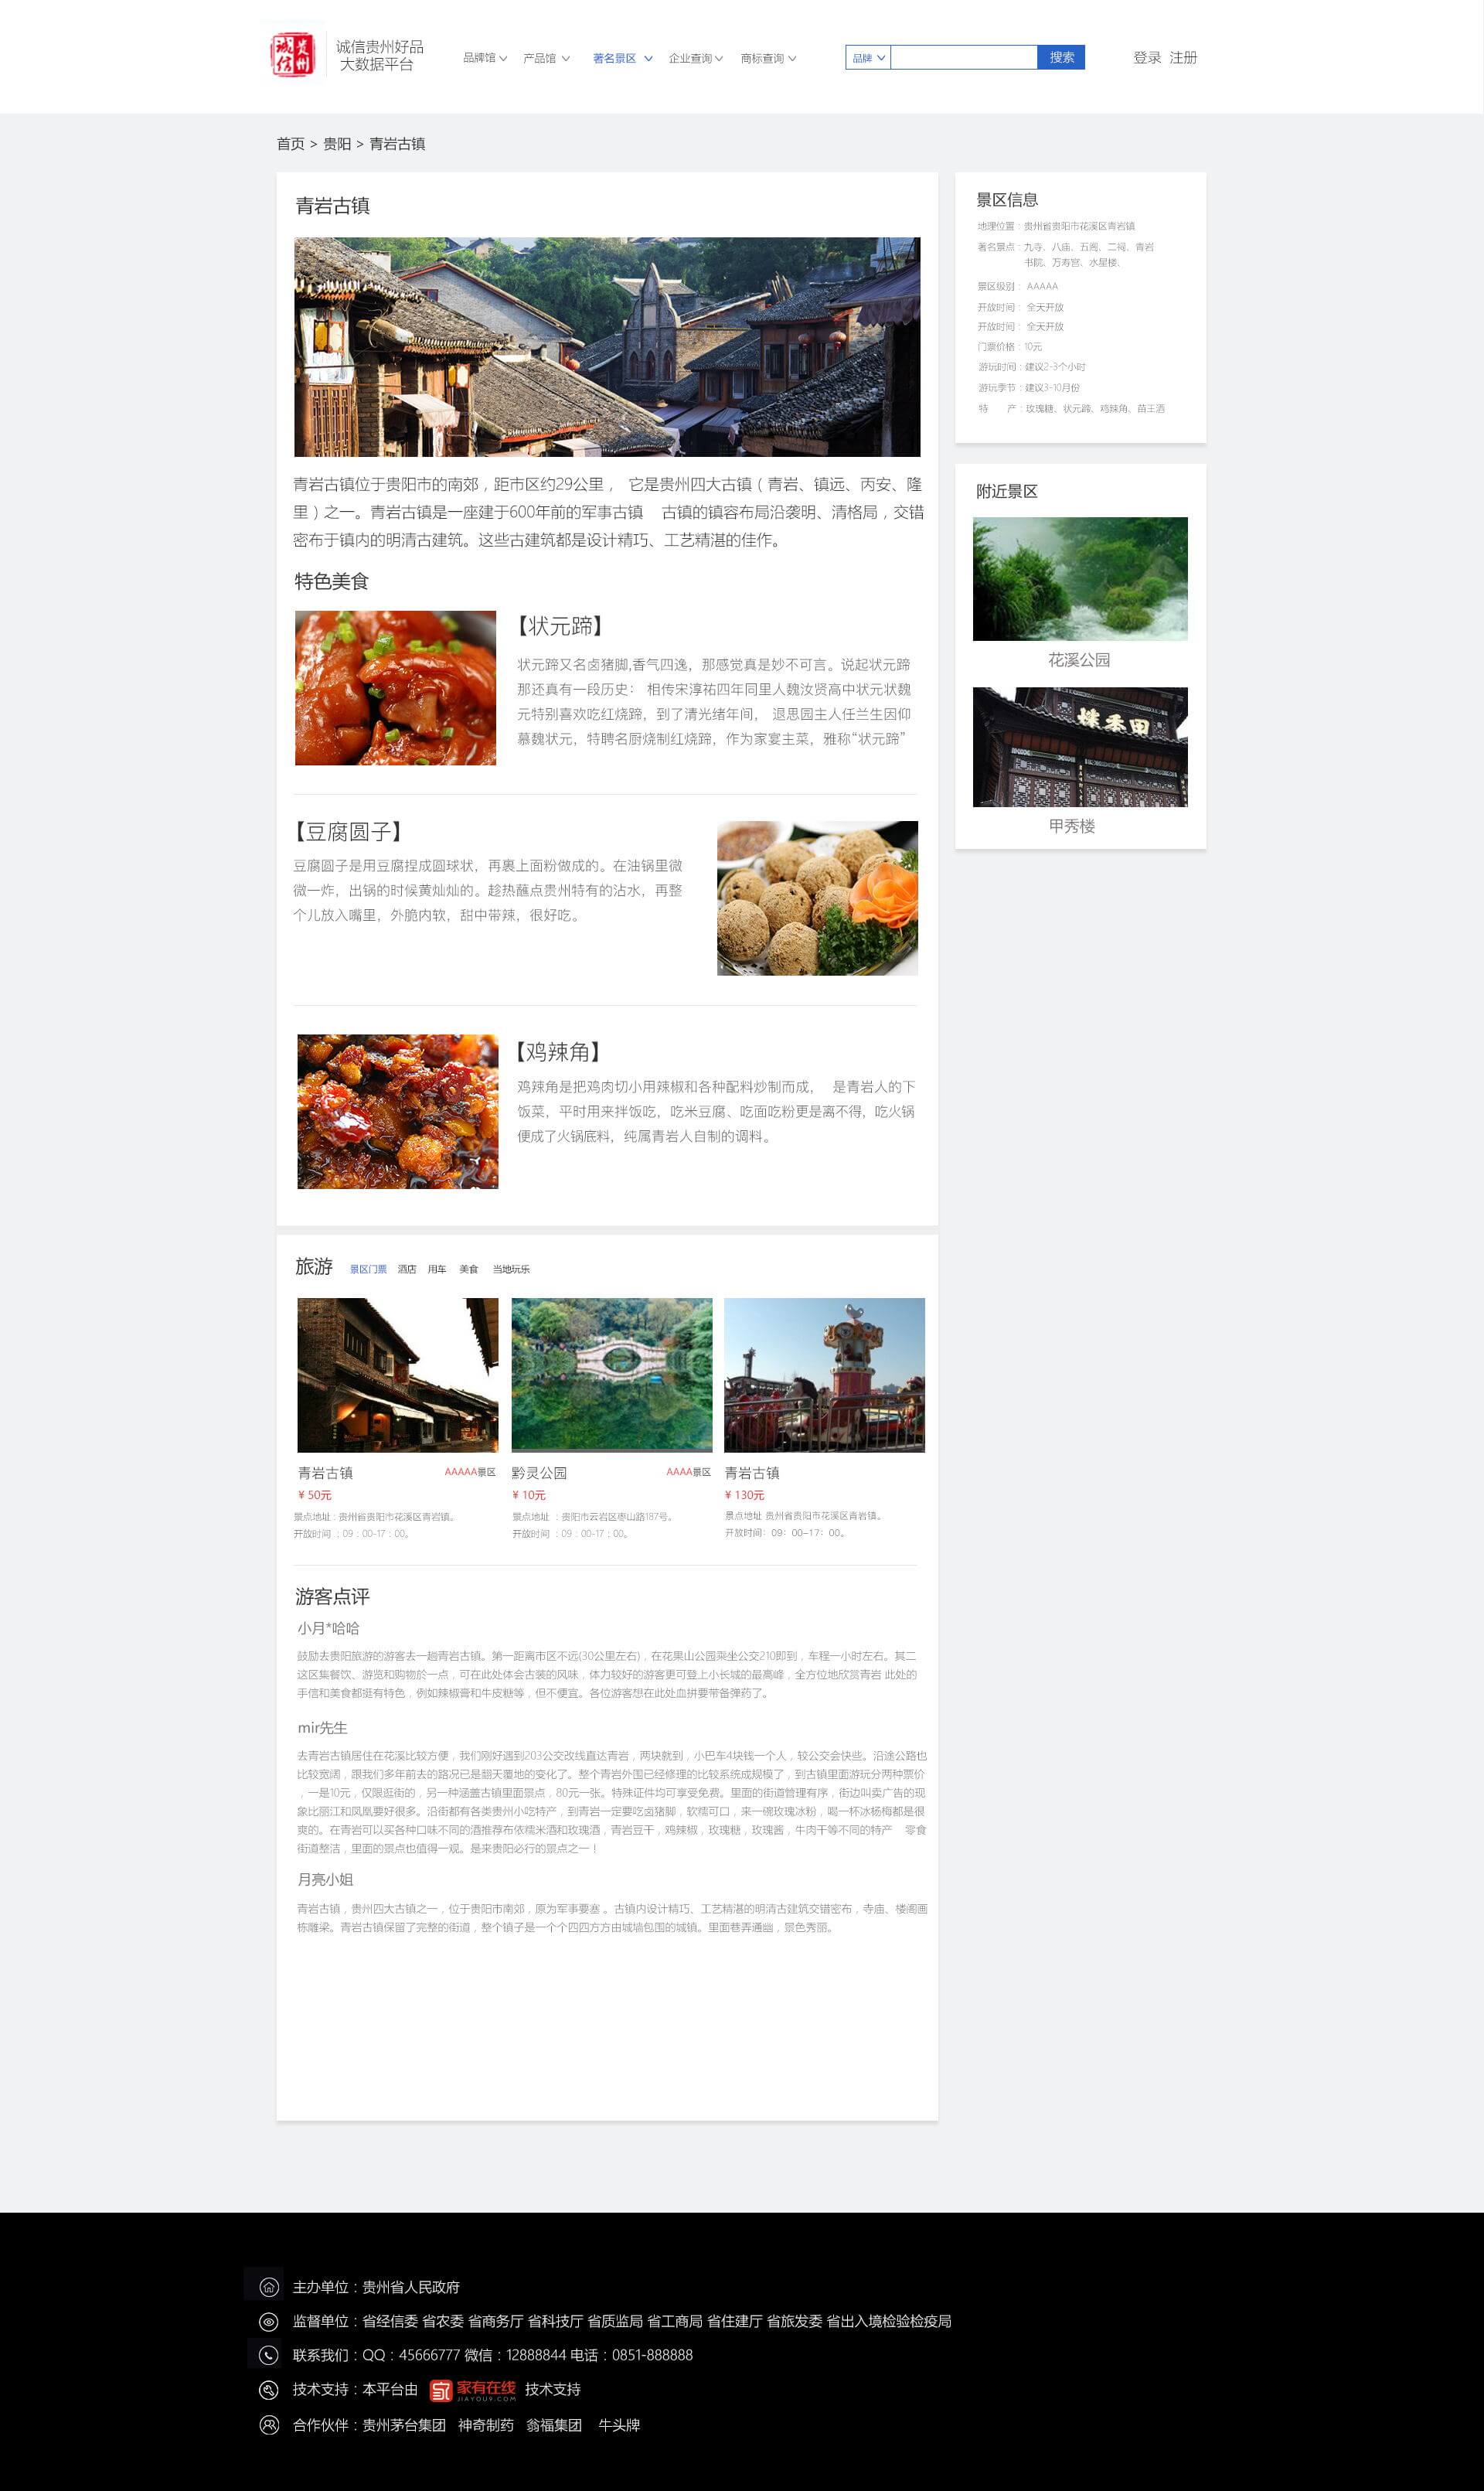 贵州
诚信
诚信贵州好品
大数据平台
品牌馆 产品馆 著名景区 企业查询 商标查询
品牌
搜索
登录 注册
首页 > 贵阳 > 青岩古镇
青岩古镇
青岩古镇位于贵阳市的南郊，距市区约29公里， 它是贵州四大古镇（青岩、镇远、丙安、隆
里）之一。青岩古镇是一座建于600年前的军事古镇 古镇的镇容布局沿袭明、清格局，交错
密布于镇内的明清古建筑。这些古建筑都是设计精巧、工艺精湛的佳作。
特色美食
【状元蹄】
状元蹄又名卤猪脚,香气四逸，那感觉真是妙不可言。说起状元蹄
那还真有一段历史： 相传宋淳祐四年同里人魏汝贤高中状元状魏
元特别喜欢吃红烧蹄，到了清光绪年间， 退思园主人任兰生因仰
慕魏状元，特聘名厨烧制红烧蹄，作为家宴主菜，雅称“状元蹄”
【豆腐圆子】
豆腐圆子是用豆腐捏成圆球状，再裹上面粉做成的。在油锅里微
微一炸，出锅的时候黄灿灿的。趁热蘸点贵州特有的沾水，再整
个儿放入嘴里，外脆内软，甜中带辣，很好吃。
【鸡辣角】
鸡辣角是把鸡肉切小用辣椒和各种配料炒制而成， 是青岩人的下
饭菜，平时用来拌饭吃，吃米豆腐、吃面吃粉更是离不得，吃火锅
便成了火锅底料，纯属青岩人自制的调料。
景区信息
地理位置：贵州省贵阳市花溪区青岩镇
著名景点：九寺、八庙、五阁、二祠、青岩
书院、万寿宫、水星楼、
景区级别： AAAAA
开放时间： 全天开放
开放时间： 全天开放
门票价格：10元
游玩时间：建议2-3个小时
游玩季节：建议3-10月份
特 产：玫瑰糖、状元蹄、鸡辣角、苗王酒
附近景区
花溪公园
甲秀楼
旅游 景区门票 酒店 用车 美食 当地玩乐
青岩古镇 AAAAA景区
¥ 50元
景点地址：贵州省贵阳市花溪区青岩镇。
开放时间 ：09：00-17：00。
黔灵公园 AAAA景区
¥ 10元
景点地址 ：贵阳市云岩区枣山路187号。
开放时间 ：09：00-17：00。
青岩古镇
¥ 130元
景点地址 贵州省贵阳市花溪区青岩镇。
开放时间：09：00-17：00。
游客点评
小月*哈哈
鼓励去贵阳旅游的游客去一趟青岩古镇。第一距离市区不远(30公里左右)，在花果山公园乘坐公交210即到，车程一小时左右。其二
这区集餐饮、游览和购物於一点，可在此处体会古装的风味，体力较好的游客更可登上小长城的最高峰，全方位地欣赏青岩 此处的
手信和美食都挺有特色，例如辣椒膏和牛皮糖等，但不便宜。各位游客想在此处血拼要带备弹药了。
mir先生
去青岩古镇居住在花溪比较方便，我们刚好遇到203公交改线直达青岩，两块就到，小巴车4块钱一个人，较公交会快些。沿途公路也
比较宽阔，跟我们多年前去的路况已是翻天覆地的变化了。整个青岩外围已经修理的比较系统成规模了，到古镇里面游玩分两种票价
，一是10元，仅限逛街的，另一种涵盖古镇里面景点，80元一张。特殊证件均可享受免费。里面的街道管理有序，街边叫卖广告的现
象比丽江和凤凰要好很多。沿街都有各类贵州小吃特产，到青岩一定要吃卤猪脚，软糯可口，来一碗玫瑰冰粉，喝一杯冰杨梅都是很
爽的。在青岩可以买各种口味不同的酒推荐布依糯米酒和玫瑰酒，青岩豆干，鸡辣椒，玫瑰糖，玫瑰酱，牛肉干等不同的特产 零食
街道整洁，里面的景点也值得一观。是来贵阳必行的景点之一！
月亮小姐
青岩古镇，贵州四大古镇之一，位于贵阳市南郊，原为军事要塞 。古镇内设计精巧、工艺精湛的明清古建筑交错密布，寺庙、楼阁画
栋雕梁。青岩古镇保留了完整的街道，整个镇子是一个个四四方方由城墙包围的城镇。里面巷弄通幽，景色秀丽。
主办单位：贵州省人民政府
监督单位：省经信委 省农委 省商务厅 省科技厅 省质监局 省工商局 省住建厅 省旅发委 省出入境检验检疫局
联系我们：QQ：45666777 微信：12888844 电话：0851-888888
技术支持：本平台由 家有在线 JIAYOU9.COM 技术支持
合作伙伴：贵州茅台集团 神奇制药 翁福集团 牛头牌